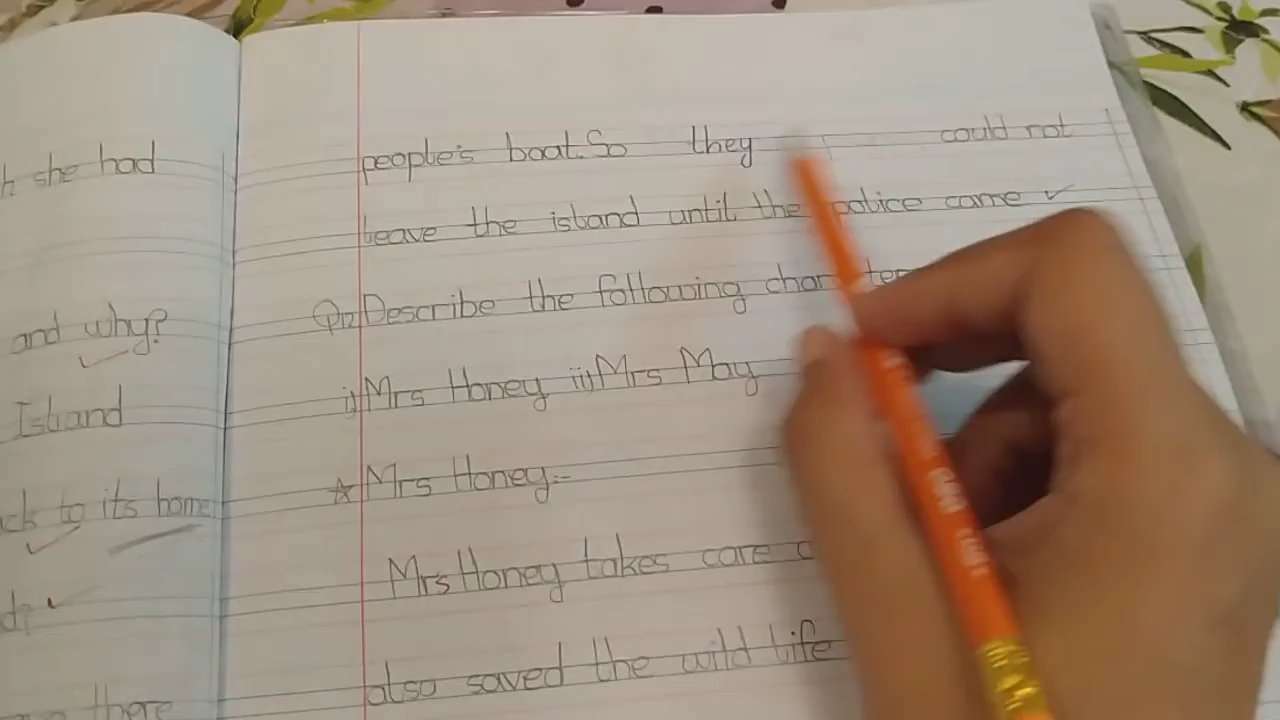 h she had
and why?
Island
ck to its home
there
people's boat. So they could not
leave the island until the police came
Q12 Describe the following
i) Mrs Honey ii) Mrs May
Mrs Honey:-
Mrs Honey takes care
also saved the wild life